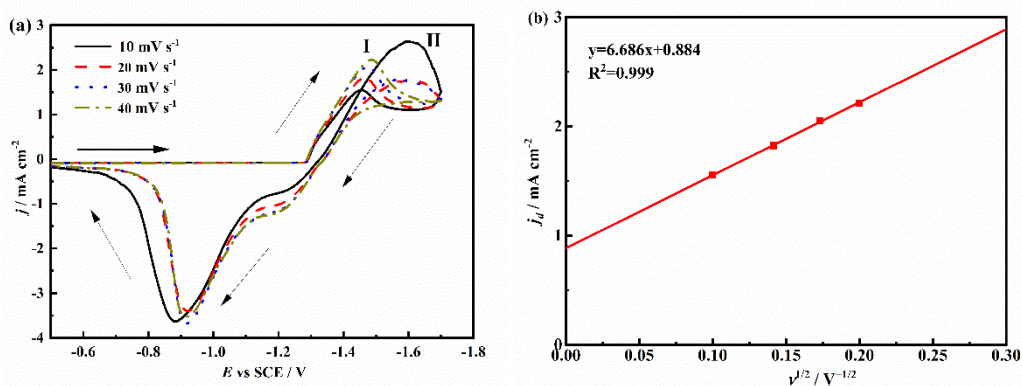 (a)
3
2
1
0
-1
-2
-3
-4
j / mA cm⁻²
10 mV s⁻¹
20 mV s⁻¹
30 mV s⁻¹
40 mV s⁻¹
I
II
-0.6 -0.8 -1.0 -1.2 -1.4 -1.6
E vs SCE / V
(b)
3
2
1
0
j_d / mA cm⁻²
y=6.686x+0.884
R²=0.999
0.00 0.05 0.10 0.15 0.20 0.25 0.30
v^1/2 / V^−1/2